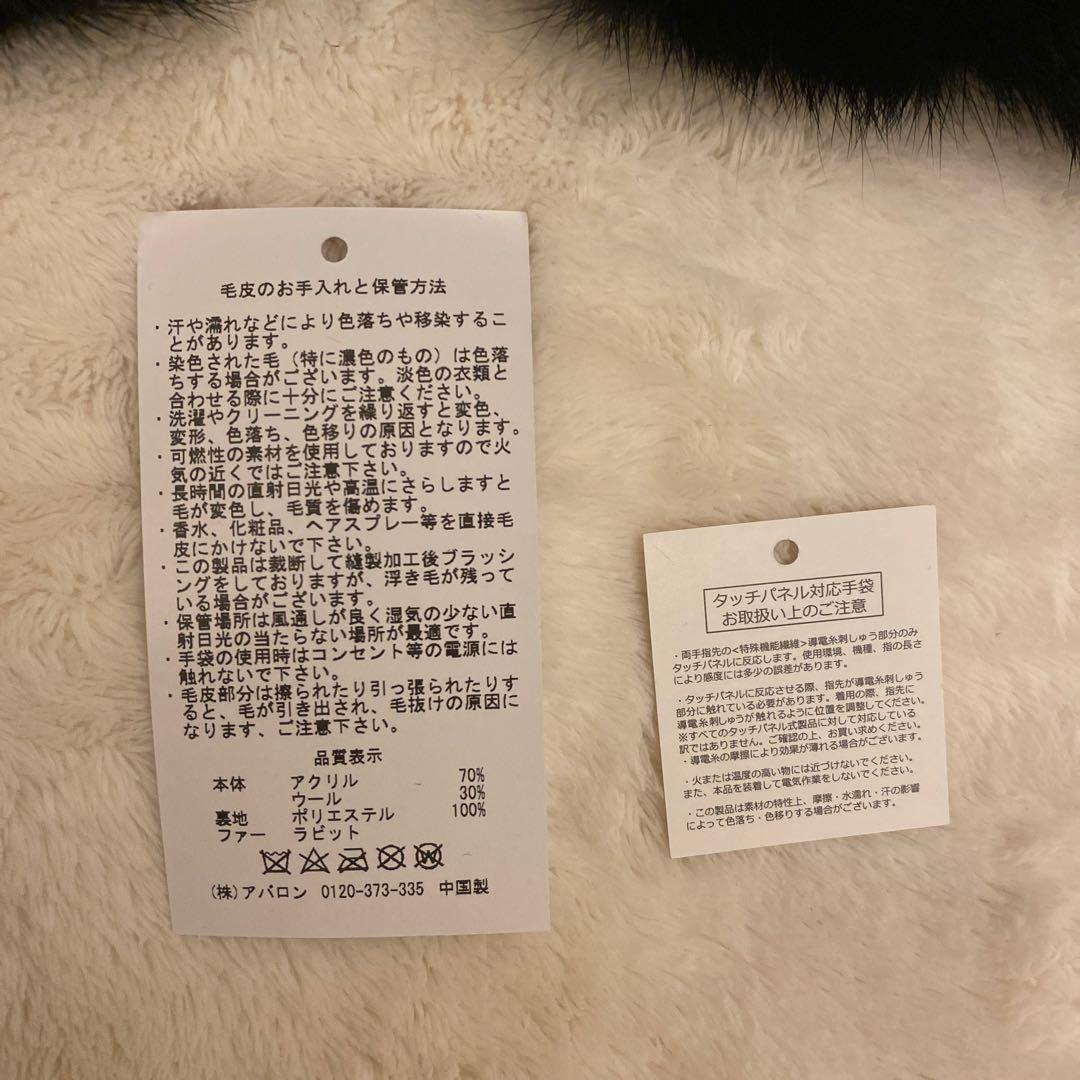 毛皮のお手入れと保管方法
・汗や濡れなどにより色落ちや移染するこ
とがあります。
・染色された毛（特に濃色のもの）は色落
ちする場合がございます。淡色の衣類と
合わせる際に十分にご注意ください。
・洗濯やクリーニングを繰り返すと変色、
変形、色落ち、色移りの原因となります。
・可燃性の素材を使用しておりますので火
気の近くではご注意下さい。
・長時間の直射日光や高温にさらしますと
毛が変色し、毛質を傷めます。
・香水、化粧品、ヘアスプレー等を直接毛
皮にかけないで下さい。
・この製品は裁断して縫製加工後ブラッシ
ングをしておりますが、浮き毛が残って
いる場合がございます。
・保管場所は風通しが良く湿気の少ない直
射日光の当たらない場所が最適です。
・手袋の使用時はコンセント等の電源には
触れないで下さい。
・毛皮部分は擦られたり引っ張られたりす
ると、毛が引き出され、毛抜けの原因に
なります、ご注意下さい。
品質表示
本体 アクリル 70%
ウール 30%
裏地 ポリエステル 100%
ファー ラビット
(株)アバロン 0120-373-335 中国製
タッチパネル対応手袋
お取扱い上のご注意
・両手指先の<特殊機能繊維>導電糸刺しゅう部分のみ
タッチパネルに反応します。使用環境、機種、指の長さ
により感度には多少の誤差があります。
・タッチパネルに反応させる際、指先が導電糸刺しゅう
部分に触れている必要があります。着用の際、指先に
導電糸刺しゅうが触れるように位置を調整してください。
※すべてのタッチパネル式製品に対して対応している
訳ではありません。ご確認の上、お買い求めください。
・導電糸の摩擦により効果が薄れる場合がございます。
・火または温度の高い物には近づけないでください。
また、本品を装着して電気作業をしないでください。
・この製品は素材の特性上、摩擦・水濡れ・汗の影響
によって色落ち・色移りする場合がございます。